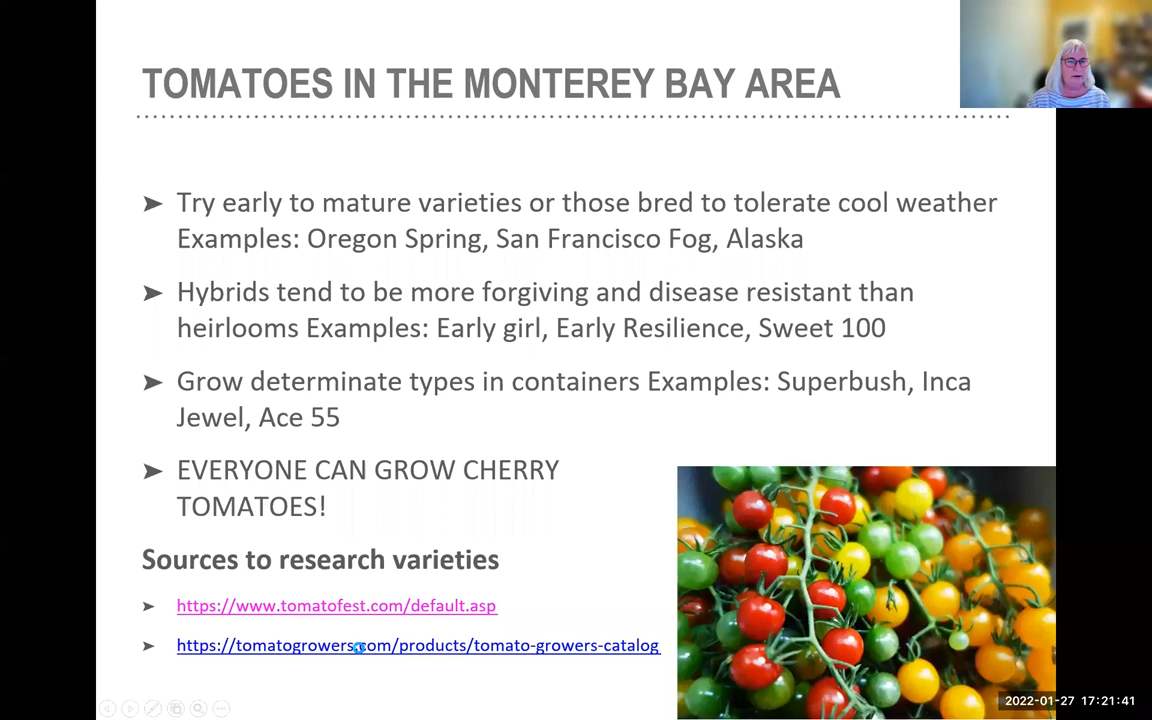 TOMATOES IN THE MONTEREY BAY AREA
➤ Try early to mature varieties or those bred to tolerate cool weather
Examples: Oregon Spring, San Francisco Fog, Alaska
➤ Hybrids tend to be more forgiving and disease resistant than
heirlooms Examples: Early girl, Early Resilience, Sweet 100
➤ Grow determinate types in containers Examples: Superbush, Inca
Jewel, Ace 55
➤ EVERYONE CAN GROW CHERRY
TOMATOES!
Sources to research varieties
➤ https://www.tomatofest.com/default.asp
➤ https://tomatogrowers.com/products/tomato-growers-catalog
2022-01-27 17:21:41